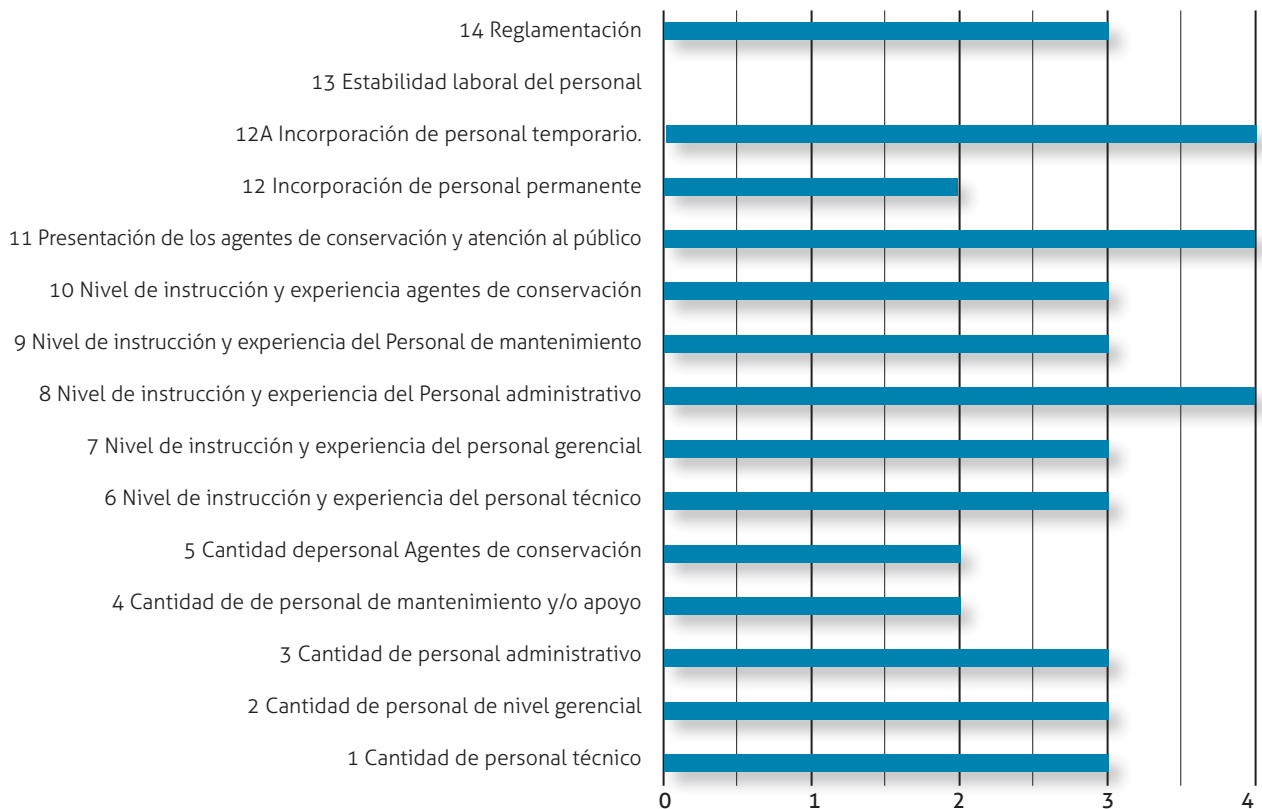 14 Reglamentación
13 Estabilidad laboral del personal
12A Incorporación de personal temporario.
12 Incorporación de personal permanente
11 Presentación de los agentes de conservación y atención al público
10 Nivel de instrucción y experiencia agentes de conservación
9 Nivel de instrucción y experiencia del Personal de mantenimiento
8 Nivel de instrucción y experiencia del Personal administrativo
7 Nivel de instrucción y experiencia del personal gerencial
6 Nivel de instrucción y experiencia del personal técnico
5 Cantidad depersonal Agentes de conservación
4 Cantidad de de personal de mantenimiento y/o apoyo
3 Cantidad de personal administrativo
2 Cantidad de personal de nivel gerencial
1 Cantidad de personal técnico
0 1 2 3 4